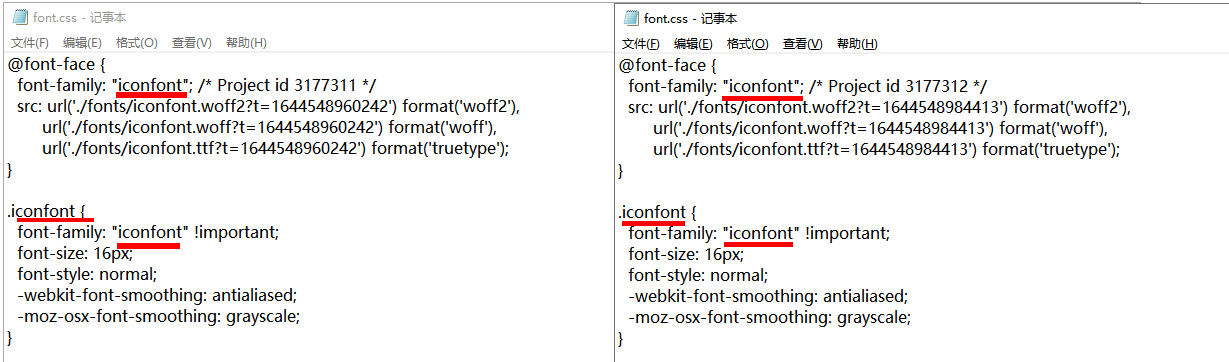 font.css - 记事本
文件(F) 编辑(E) 格式(O) 查看(V) 帮助(H)
@font-face {
font-family: "iconfont"; /* Project id 3177311 */
src: url('./fonts/iconfont.woff2?t=1644548960242') format('woff2'),
url('./fonts/iconfont.woff?t=1644548960242') format('woff'),
url('./fonts/iconfont.ttf?t=1644548960242') format('truetype');
}
.iconfont {
font-family: "iconfont" !important;
font-size: 16px;
font-style: normal;
-webkit-font-smoothing: antialiased;
-moz-osx-font-smoothing: grayscale;
}
font.css - 记事本
文件(F) 编辑(E) 格式(O) 查看(V) 帮助(H)
@font-face {
font-family: "iconfont"; /* Project id 3177312 */
src: url('./fonts/iconfont.woff2?t=1644548984413') format('woff2'),
url('./fonts/iconfont.woff?t=1644548984413') format('woff'),
url('./fonts/iconfont.ttf?t=1644548984413') format('truetype');
}
.iconfont {
font-family: "iconfont" !important;
font-size: 16px;
font-style: normal;
-webkit-font-smoothing: antialiased;
-moz-osx-font-smoothing: grayscale;
}